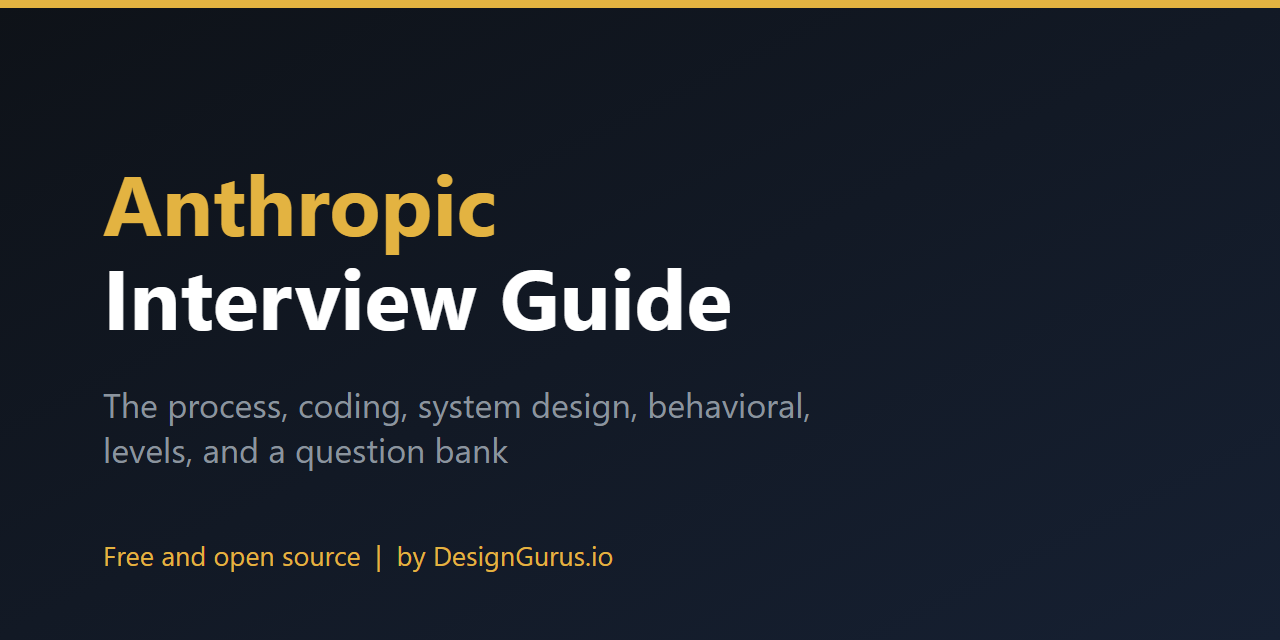 Anthropic
Interview Guide
The process, coding, system design, behavioral,
levels, and a question bank
Free and open source | by DesignGurus.io